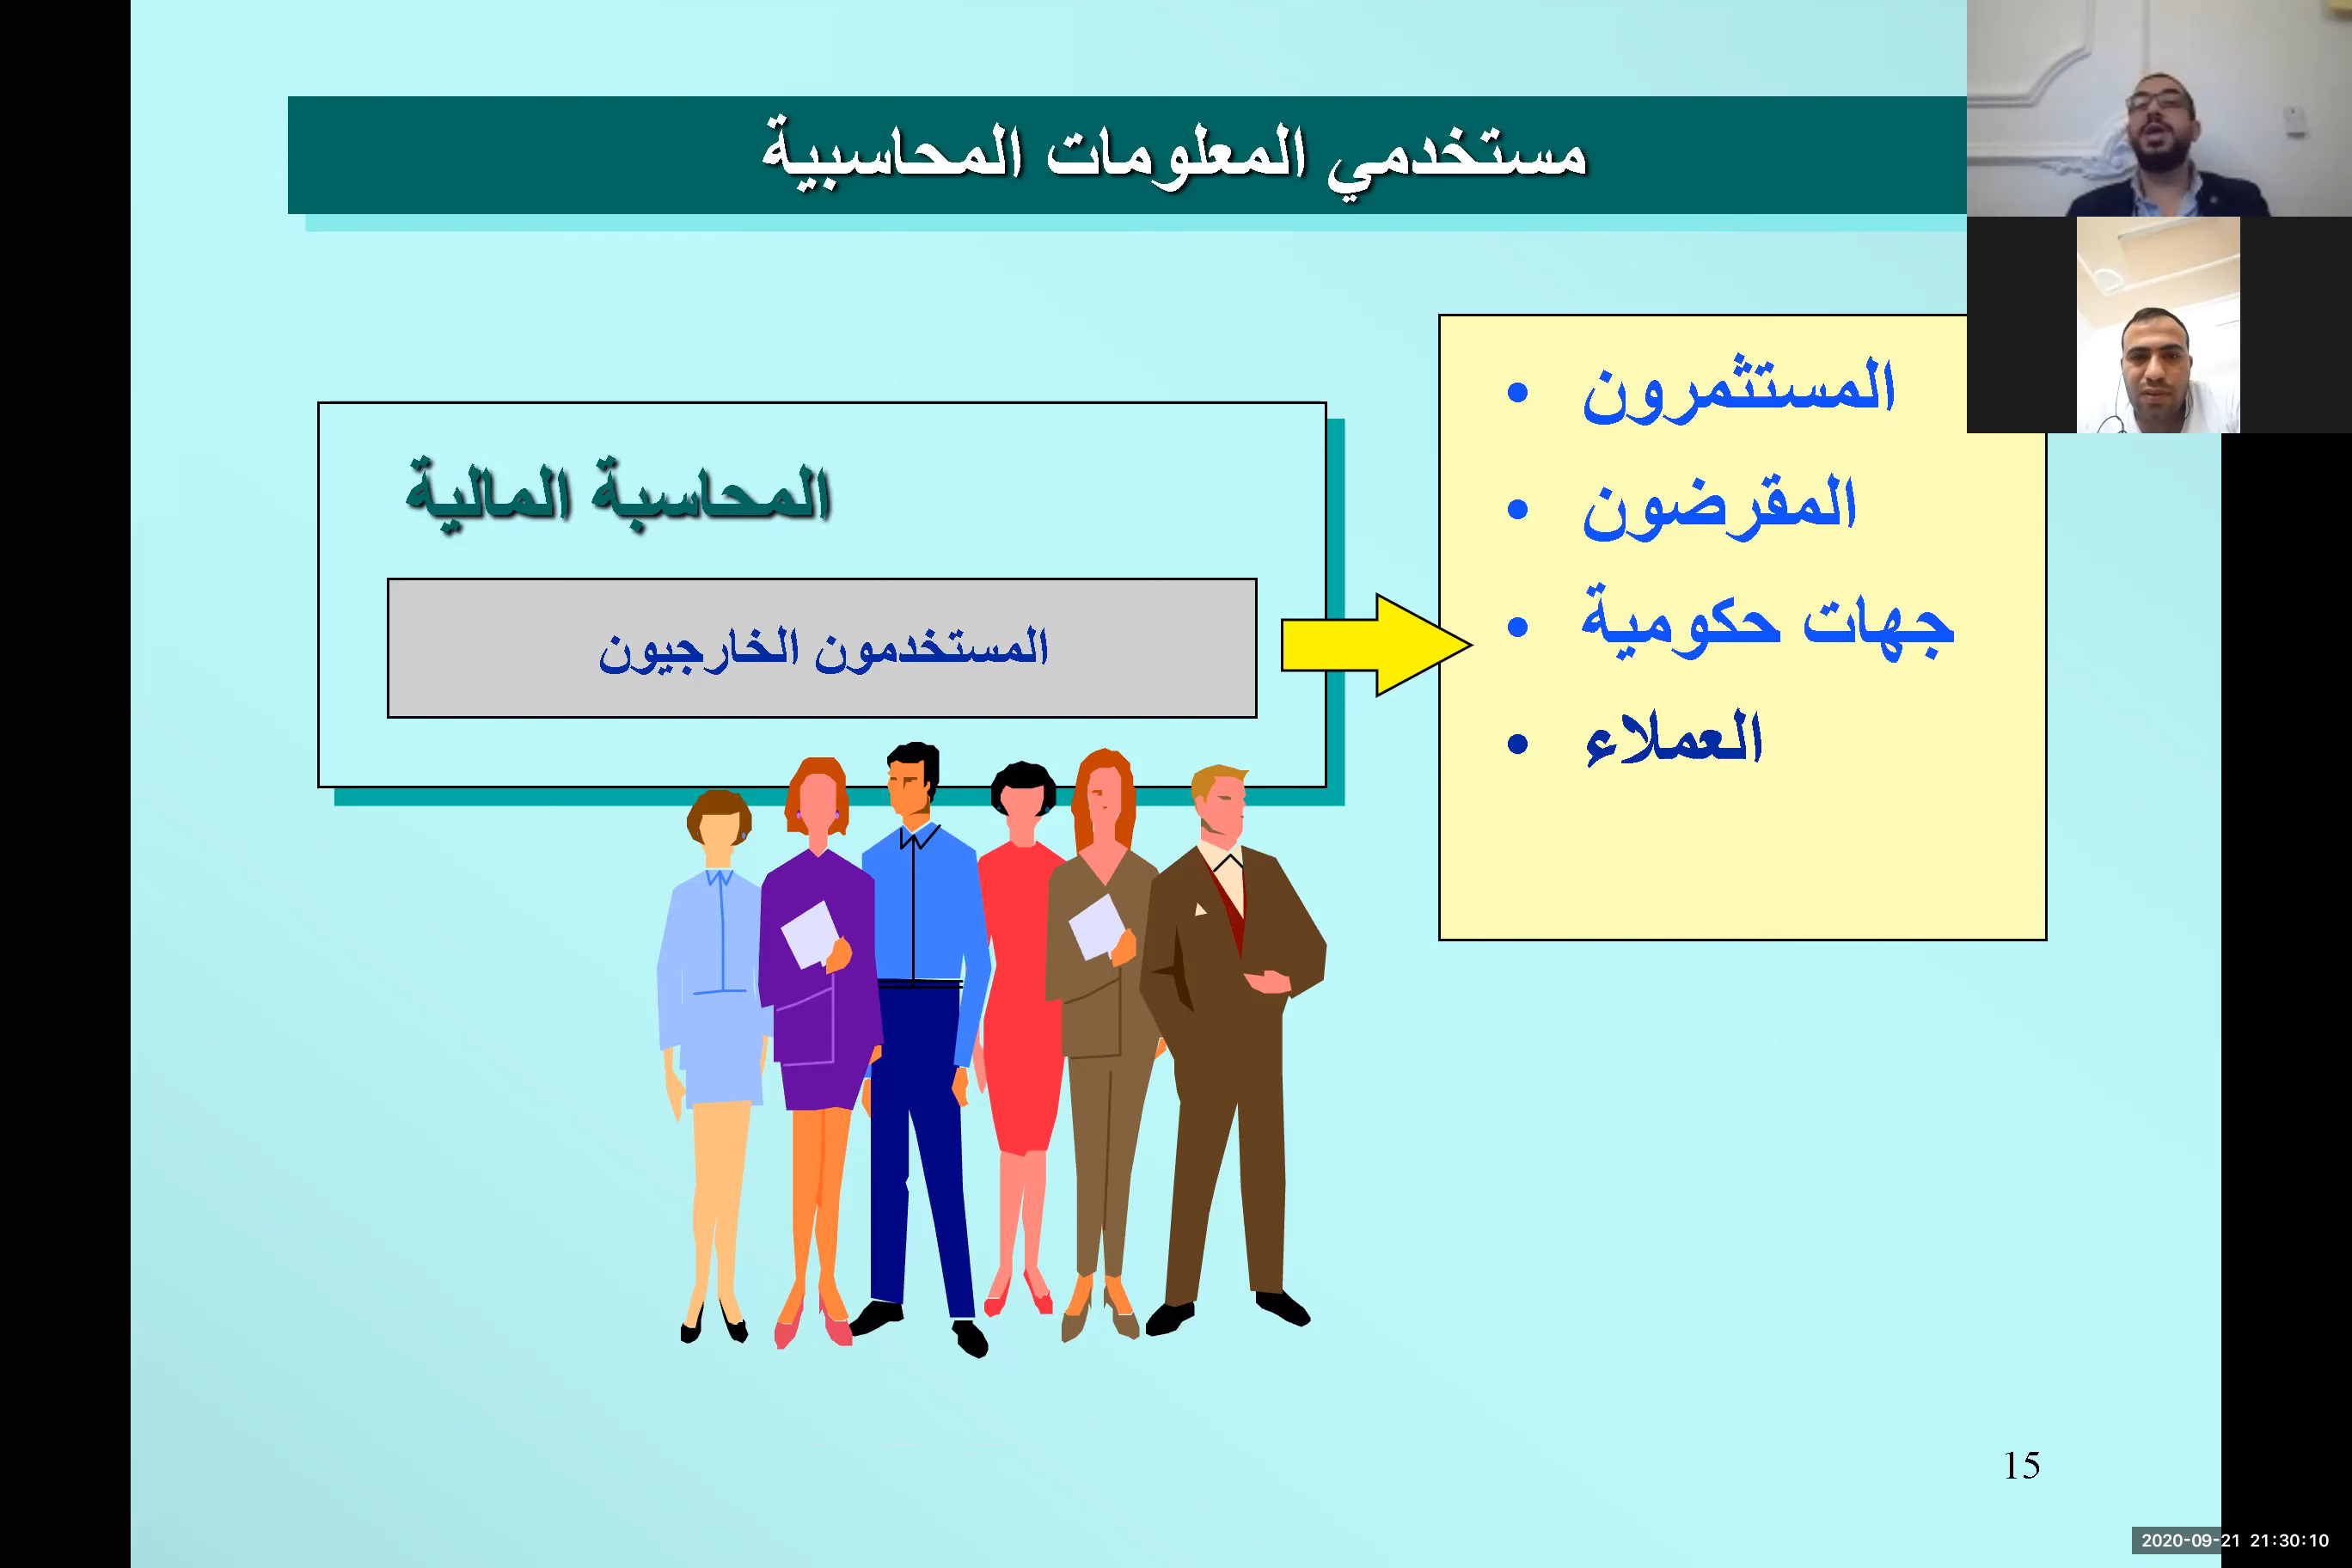 مستخدمي المعلومات المحاسبية
المحاسبة المالية
المستخدمون الخارجيون
• المستثمرون
• المقرضون
• جهات حكومية
• العملاء
15
2020-09-21 21:30:10